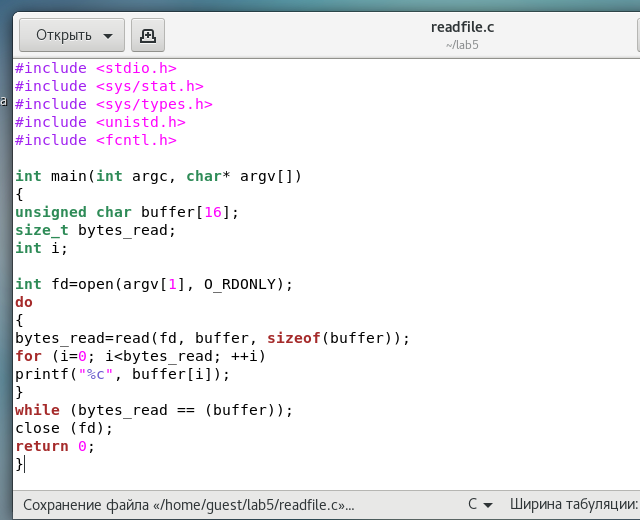 Открыть
readfile.c
~/lab5
а
#include <stdio.h>
#include <sys/stat.h>
#include <sys/types.h>
#include <unistd.h>
#include <fcntl.h>
int main(int argc, char* argv[])
{
unsigned char buffer[16];
size_t bytes_read;
int i;
int fd=open(argv[1], O_RDONLY);
do
{
bytes_read=read(fd, buffer, sizeof(buffer));
for (i=0; i<bytes_read; ++i)
printf("%c", buffer[i]);
}
while (bytes_read == (buffer));
close (fd);
return 0;
}
Сохранение файла «/home/guest/lab5/readfile.c»... C Ширина табуляции: